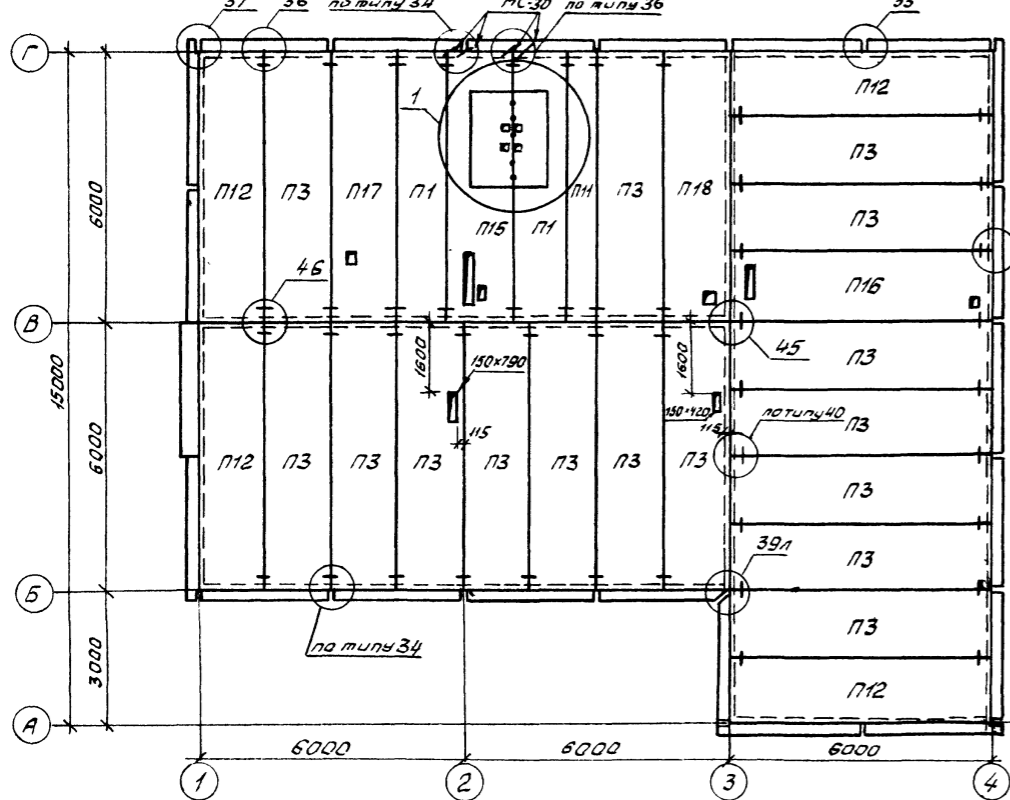 37 36 по типу 34 МС-30 по типу 36 35
Г
1
П12 П3 П17 П1 П15 П1 П11 П3 П18
П12
П3
П3
П16
6000
46
В
45
15000
1600
150×790
115
1600
150×420
115
по типу 40
6000
П12 П3 П3 П3 П3 П3 П3 П3
П3
П3
П3
П3
39л
Б
по типу 34
3000
П3
П12
А
6000 6000 6000
1 2 3 4